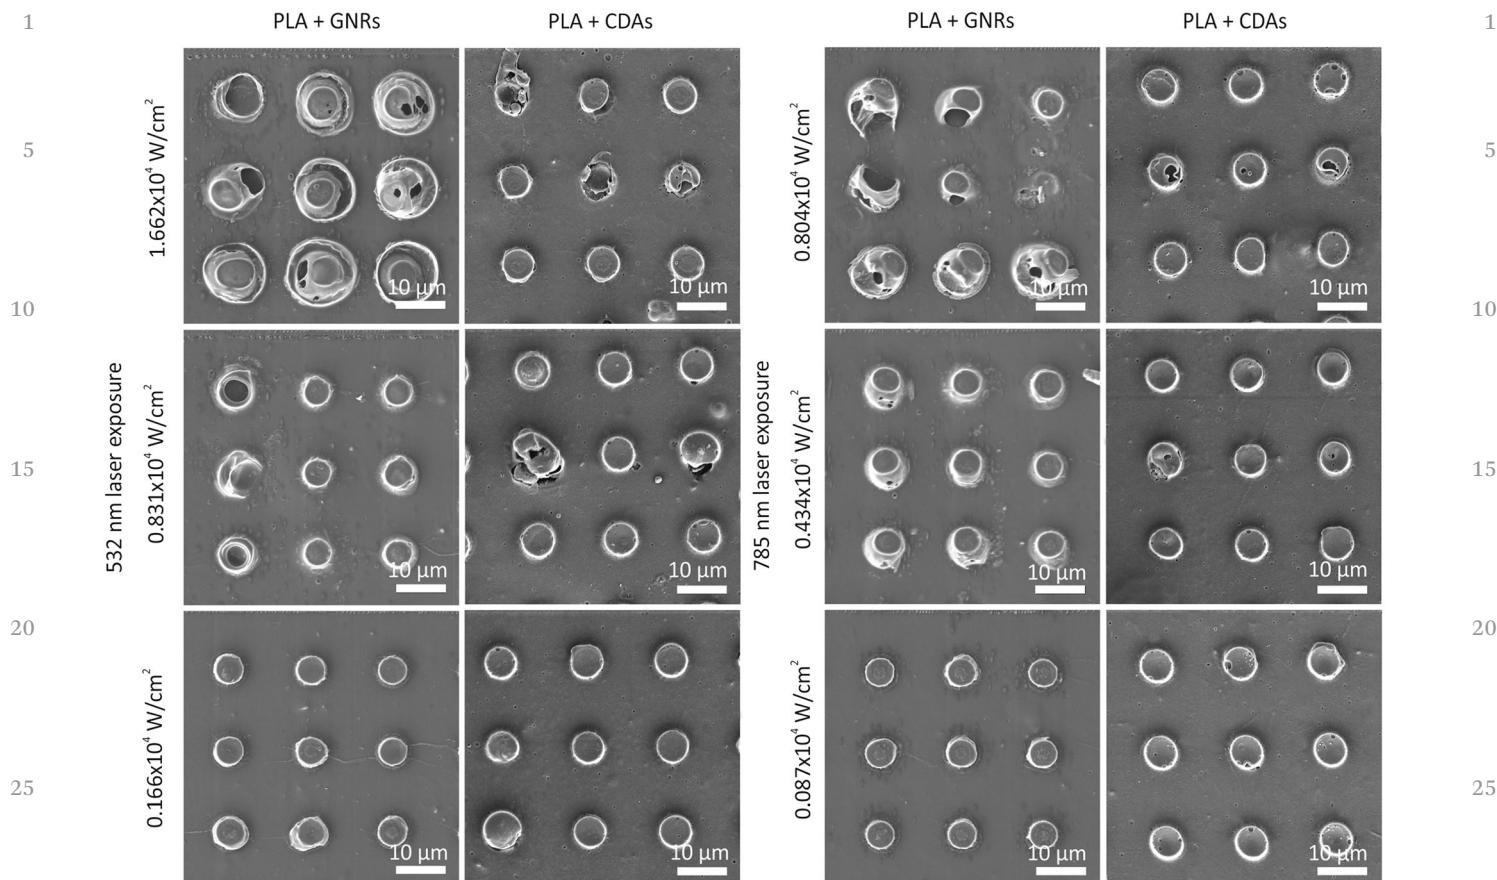 1 PLA + GNRs PLA + CDAs PLA + GNRs PLA + CDAs 1
5 5
1.662x10⁴ W/cm²
0.804x10⁴ W/cm²
10 μm 10 μm 10 μm 10 μm
10 10
532 nm laser exposure
0.831x10⁴ W/cm²
785 nm laser exposure
0.434x10⁴ W/cm²
15 15
10 μm 10 μm 10 μm 10 μm
20 20
0.166x10⁴ W/cm²
0.087x10⁴ W/cm²
25 25
10 μm 10 μm 10 μm 10 μm